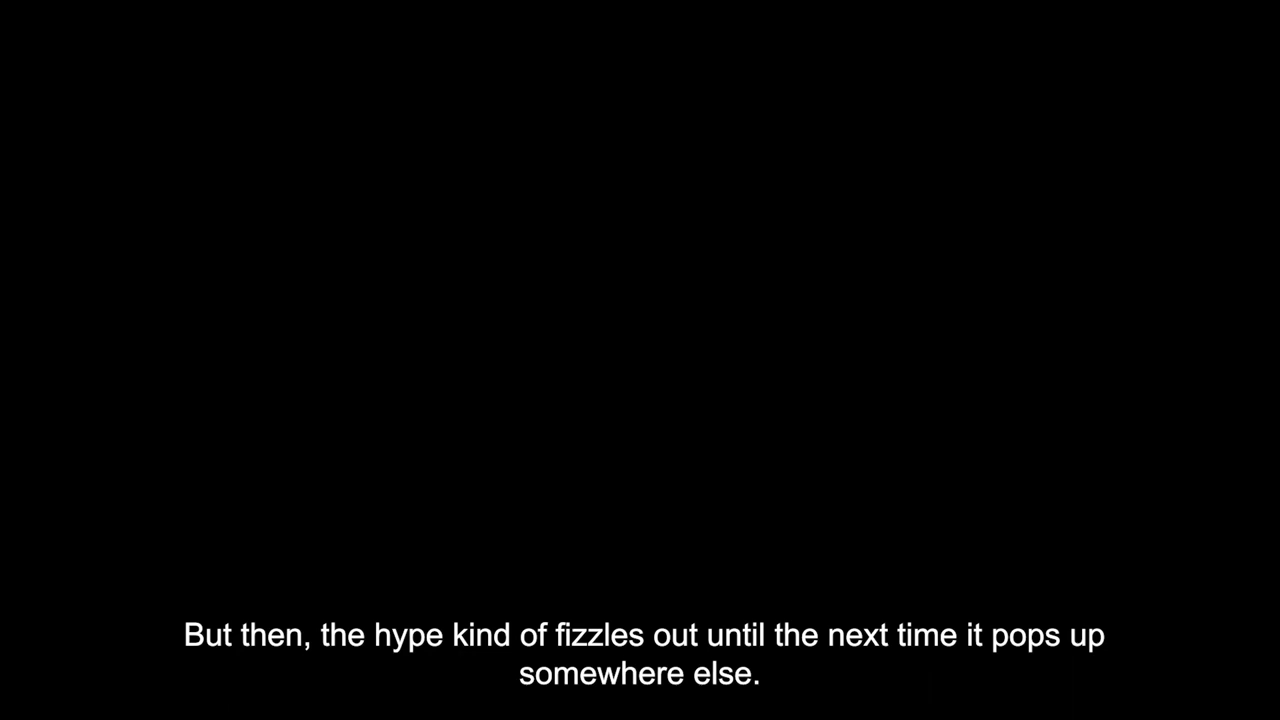 But then, the hype kind of fizzles out until the next time it pops up
somewhere else.